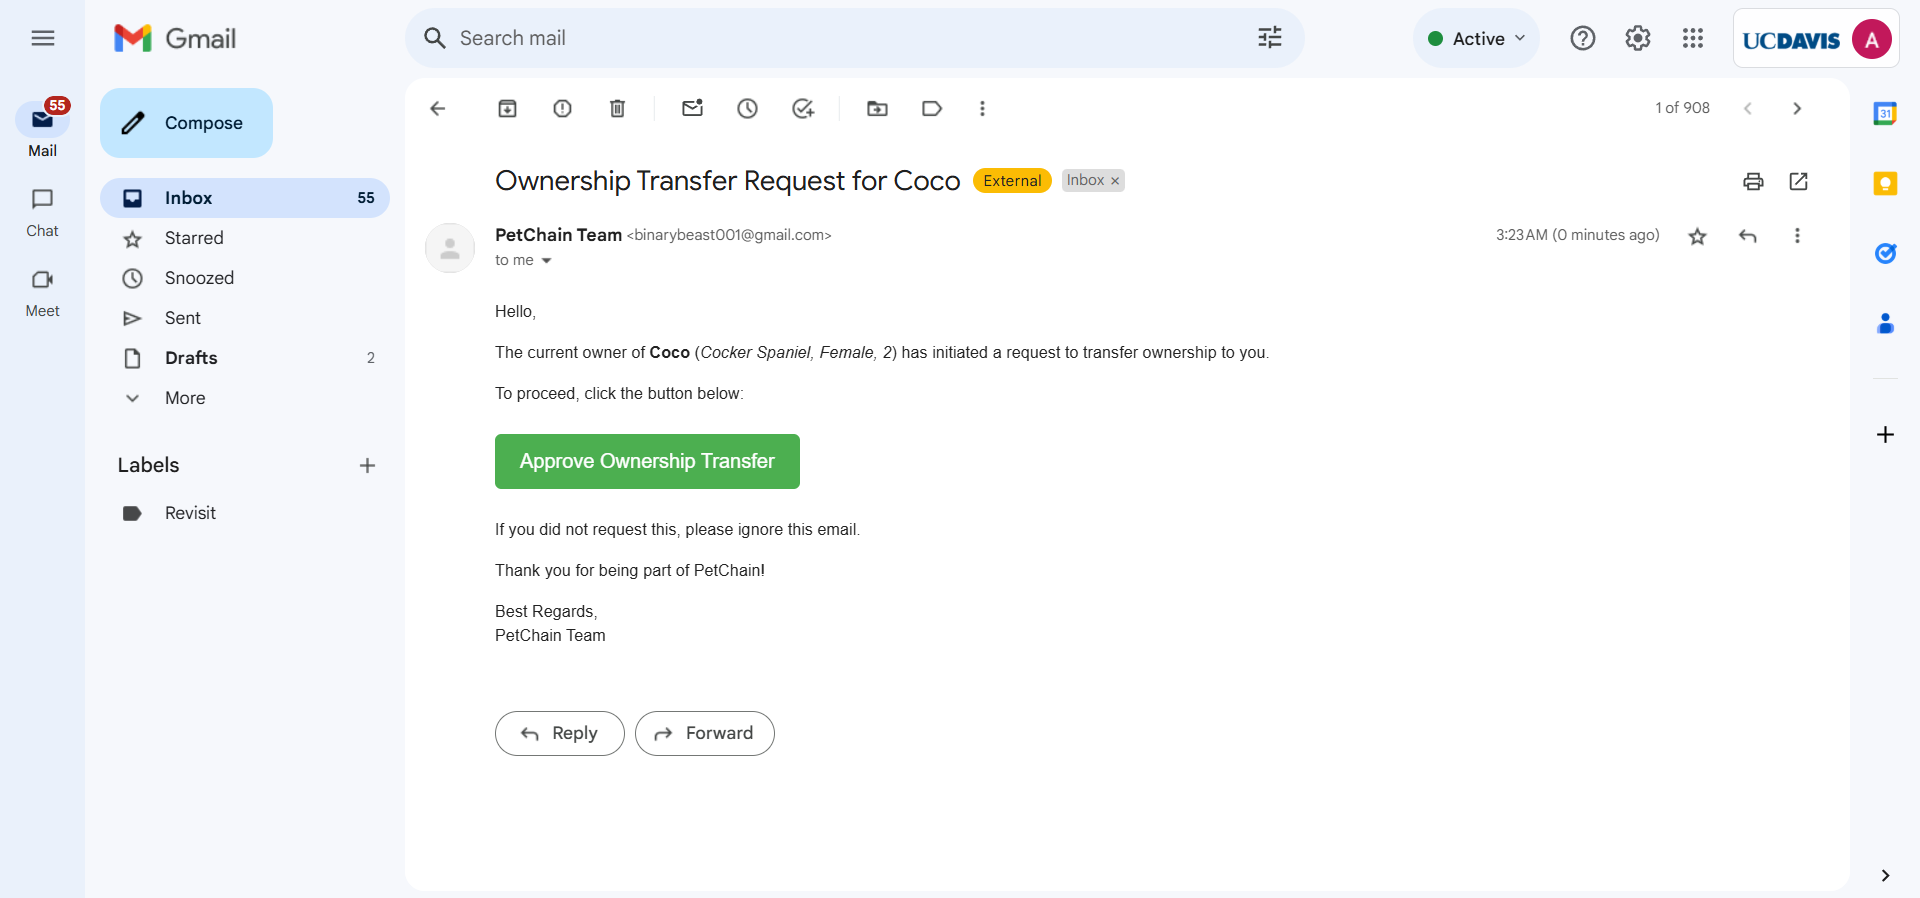 Gmail
Search mail
Active
UCDAVIS
A
55
Mail
Chat
Meet
Compose
Inbox 55
Starred
Snoozed
Sent
Drafts 2
More
Labels
Revisit
1 of 908
31
Ownership Transfer Request for Coco External Inbox ×
PetChain Team <binarybeast001@gmail.com> 3:23 AM (0 minutes ago)
to me
Hello,
The current owner of Coco (Cocker Spaniel, Female, 2) has initiated a request to transfer ownership to you.
To proceed, click the button below:
Approve Ownership Transfer
If you did not request this, please ignore this email.
Thank you for being part of PetChain!
Best Regards,
PetChain Team
Reply Forward